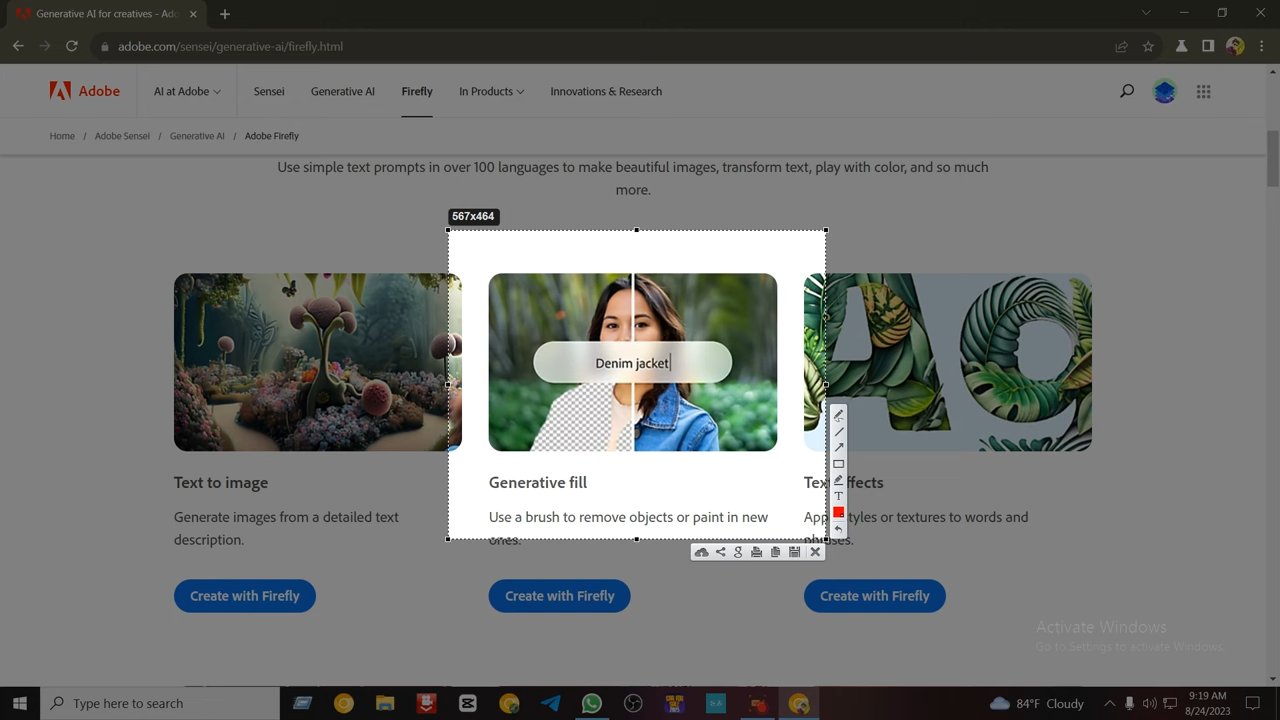 Generative AI for creatives - Ado
adobe.com/sensei/generative-ai/firefly.html
Adobe
AI at Adobe
Sensei
Generative AI
Firefly
In Products
Innovations & Research
Home / Adobe Sensei / Generative AI / Adobe Firefly
Use simple text prompts in over 100 languages to make beautiful images, transform text, play with color, and so much
more.
567x464
Denim jacket
Text to image
Generative fill
Text effects
Generate images from a detailed text
description.
Use a brush to remove objects or paint in new
ones.
Apply styles or textures to words and
phrases.
Create with Firefly
Create with Firefly
Create with Firefly
Activate Windows
Go to Settings to activate Windows.
Type here to search
84°F Cloudy
9:19 AM
8/24/2023